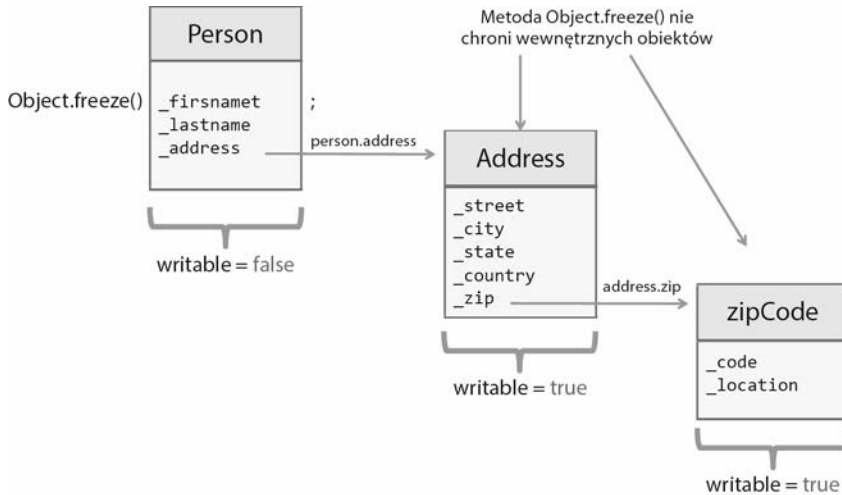 Person
Object.freeze()
_firsnamet
;
_lastname
_address
writable = false
person.address
Metoda Object.freeze() nie
chroni wewnętrznych obiektów
Address
_street
_city
_state
_country
_zip
writable = true
address.zip
zipCode
_code
_location
writable = true